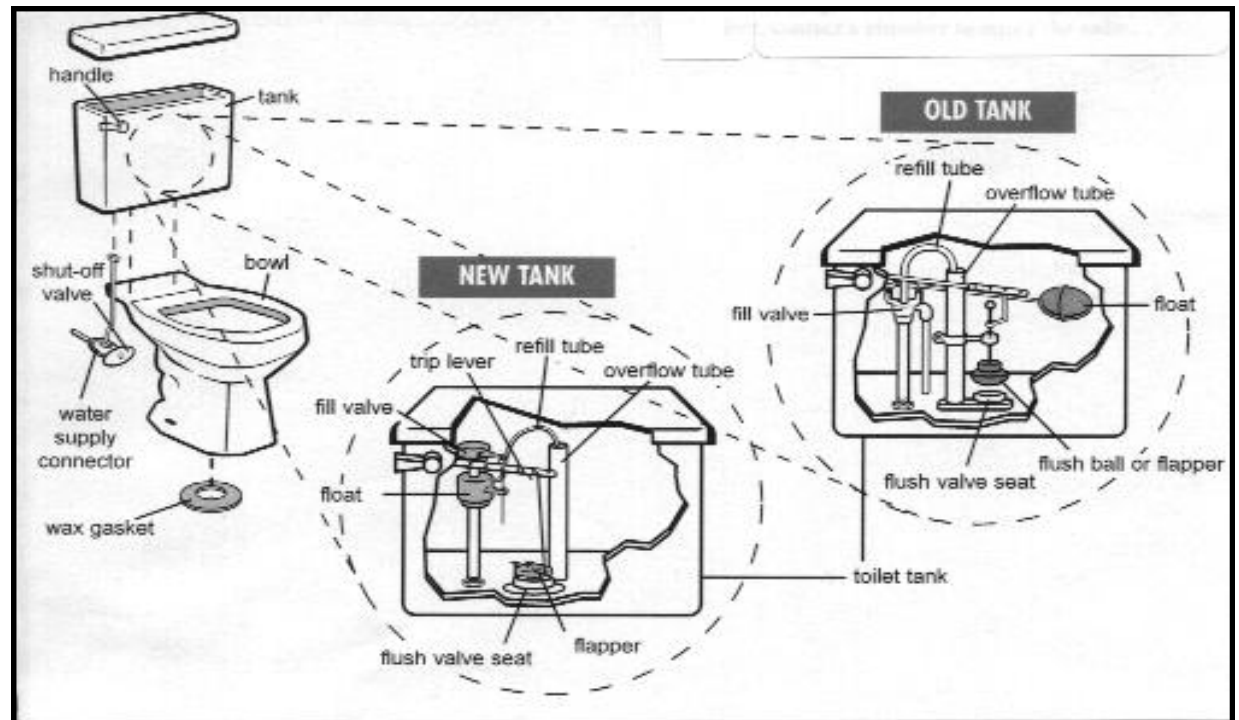 handle
tank
shut-off
valve
bowl
water
supply
connector
wax gasket
NEW TANK
trip lever
refill tube
overflow tube
fill valve
float
flush valve seat
flapper
OLD TANK
refill tube
overflow tube
fill valve
float
flush ball or flapper
flush valve seat
toilet tank